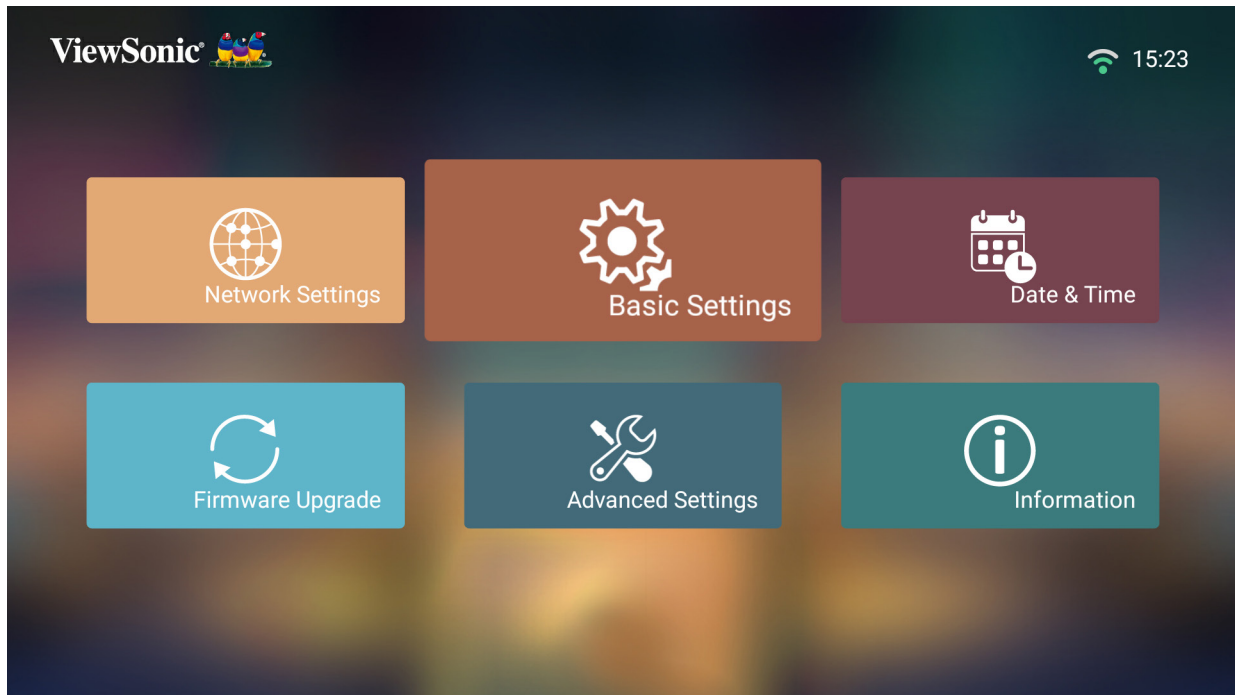 ViewSonic®
15:23
Network Settings
Basic Settings
Date & Time
Firmware Upgrade
Advanced Settings
Information